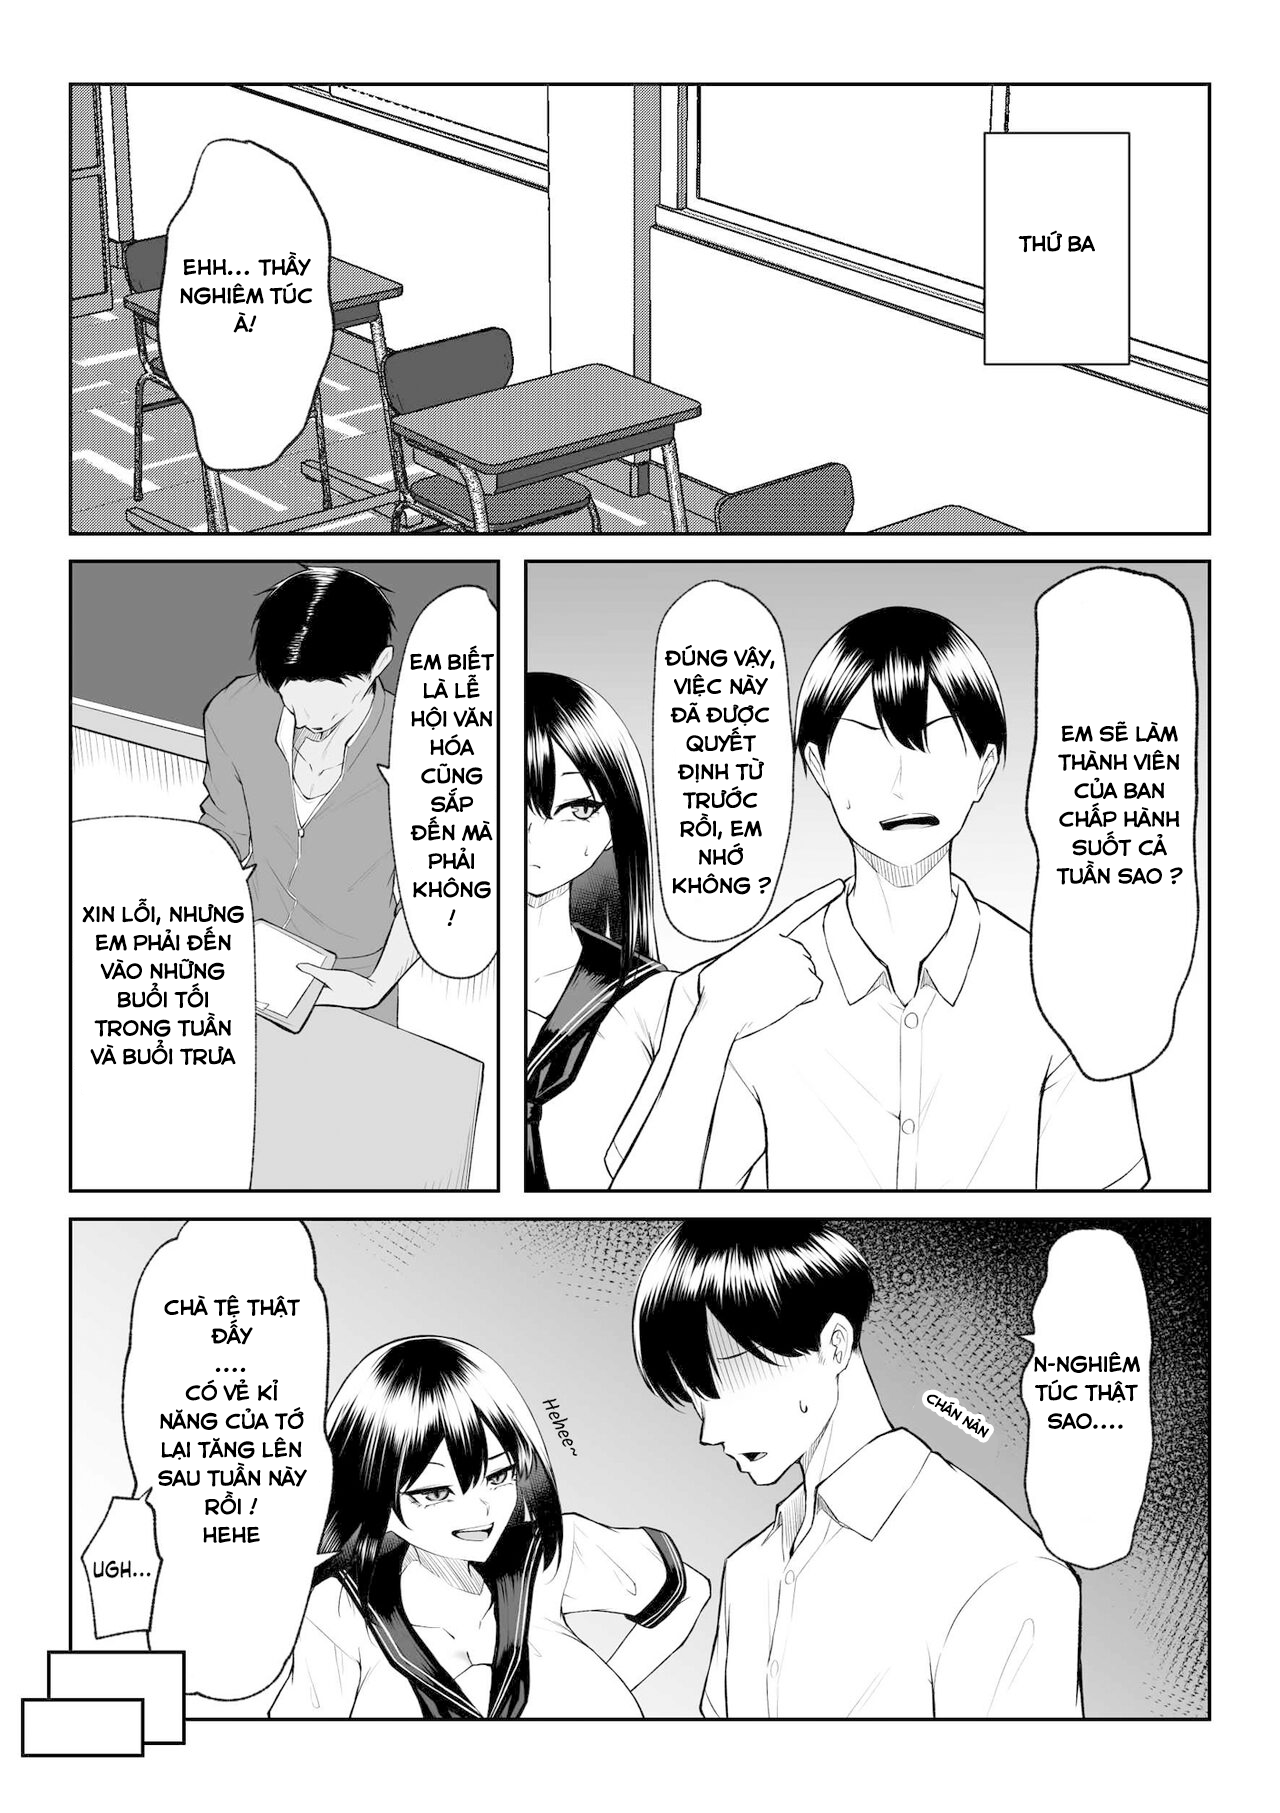 THỨ BA
EHH... THẦY
NGHIÊM TÚC
À!
EM SẼ LÀM
THÀNH VIÊN
CỦA BAN
CHẤP HÀNH
SUỐT CẢ
TUẦN SAO ?
ĐÚNG VẬY,
VIỆC NÀY
ĐÃ ĐƯỢC
QUYẾT
ĐỊNH TỪ
TRƯỚC
RỒI, EM
NHỚ
KHÔNG ?
EM BIẾT
LÀ LỄ
HỘI VĂN
HÓA
CŨNG
SẮP
ĐẾN MÀ
PHẢI
KHÔNG
!
XIN LỖI, NHƯNG
EM PHẢI ĐẾN
VÀO NHỮNG
BUỔI TỐI
TRONG TUẦN
VÀ BUỔI TRƯA
N-NGHIÊM
TÚC THẬT
SAO....
CHÁN NẢN
Hehee~
CHÀ TỆ THẬT
ĐẤY
....
CÓ VẺ KỈ
NĂNG CỦA TỚ
LẠI TĂNG LÊN
SAU TUẦN NÀY
RỒI !
HEHE
UGH...